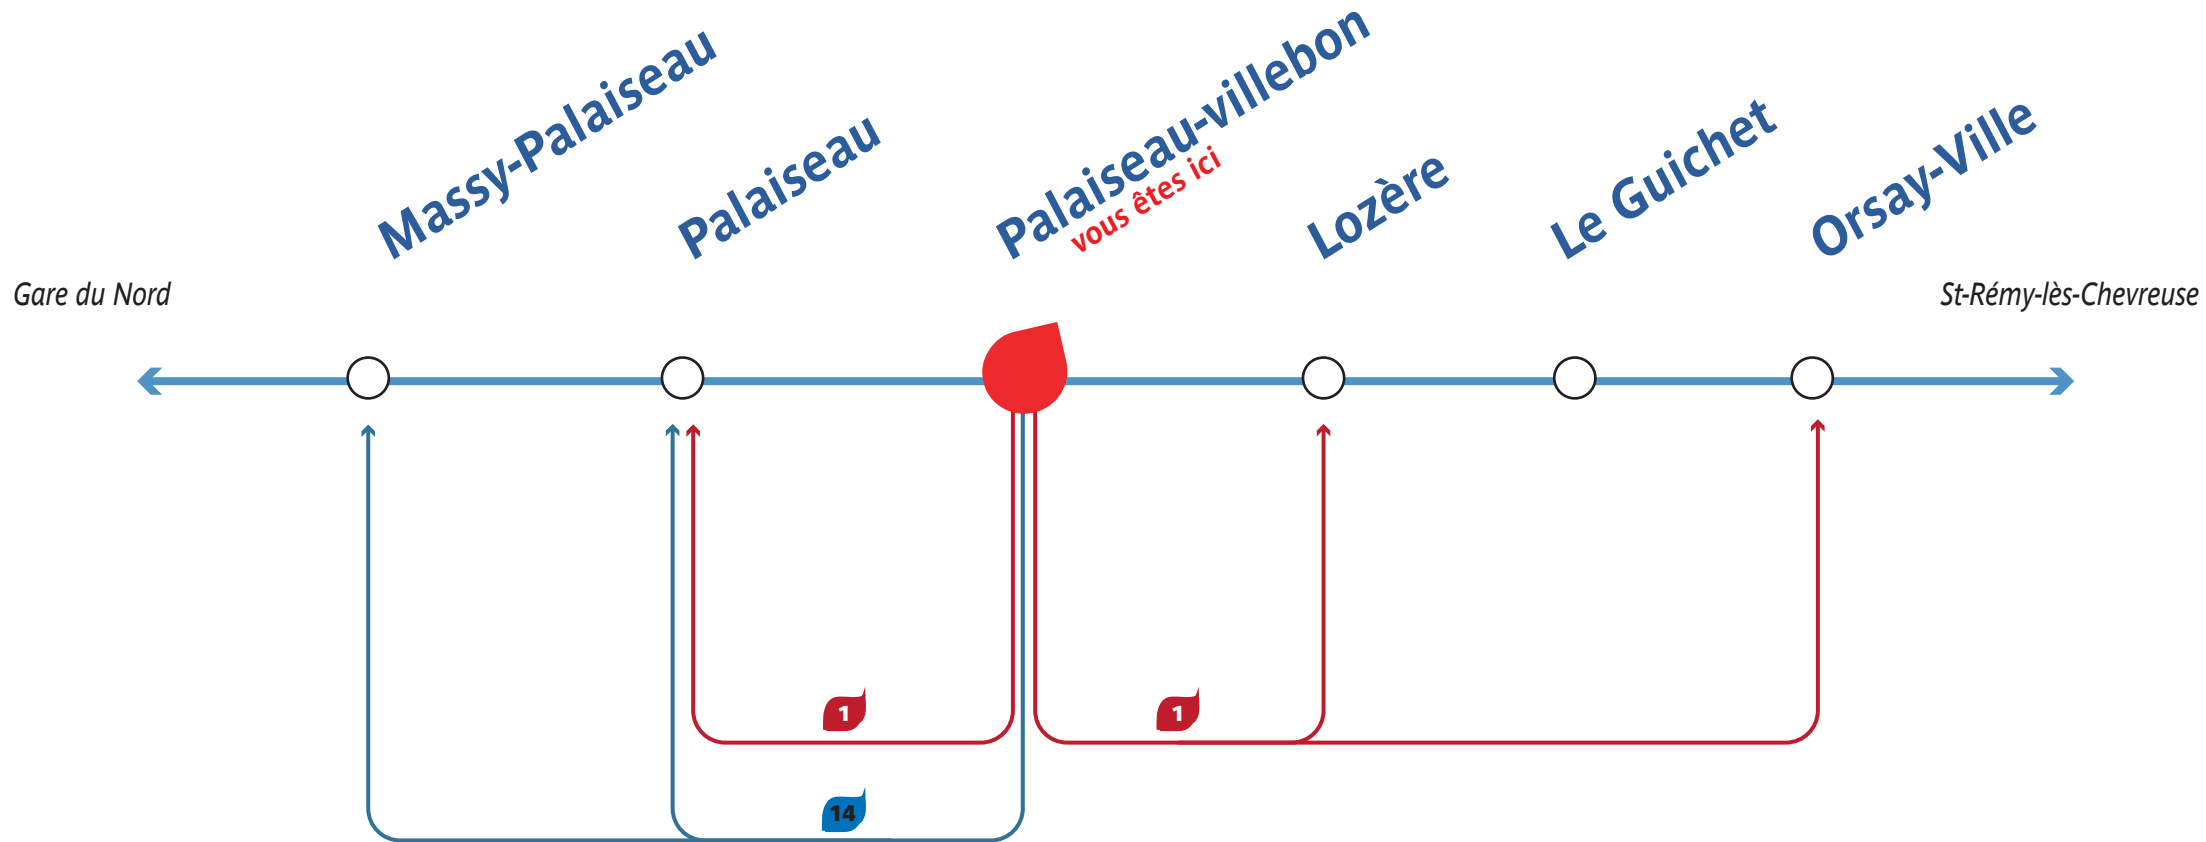 Massy-Palaiseau
Palaiseau
Palaiseau-villebon
vous êtes ici
Lozère
Le Guichet
Orsay-Ville
Gare du Nord
St-Rémy-lès-Chevreuse
1
1
14